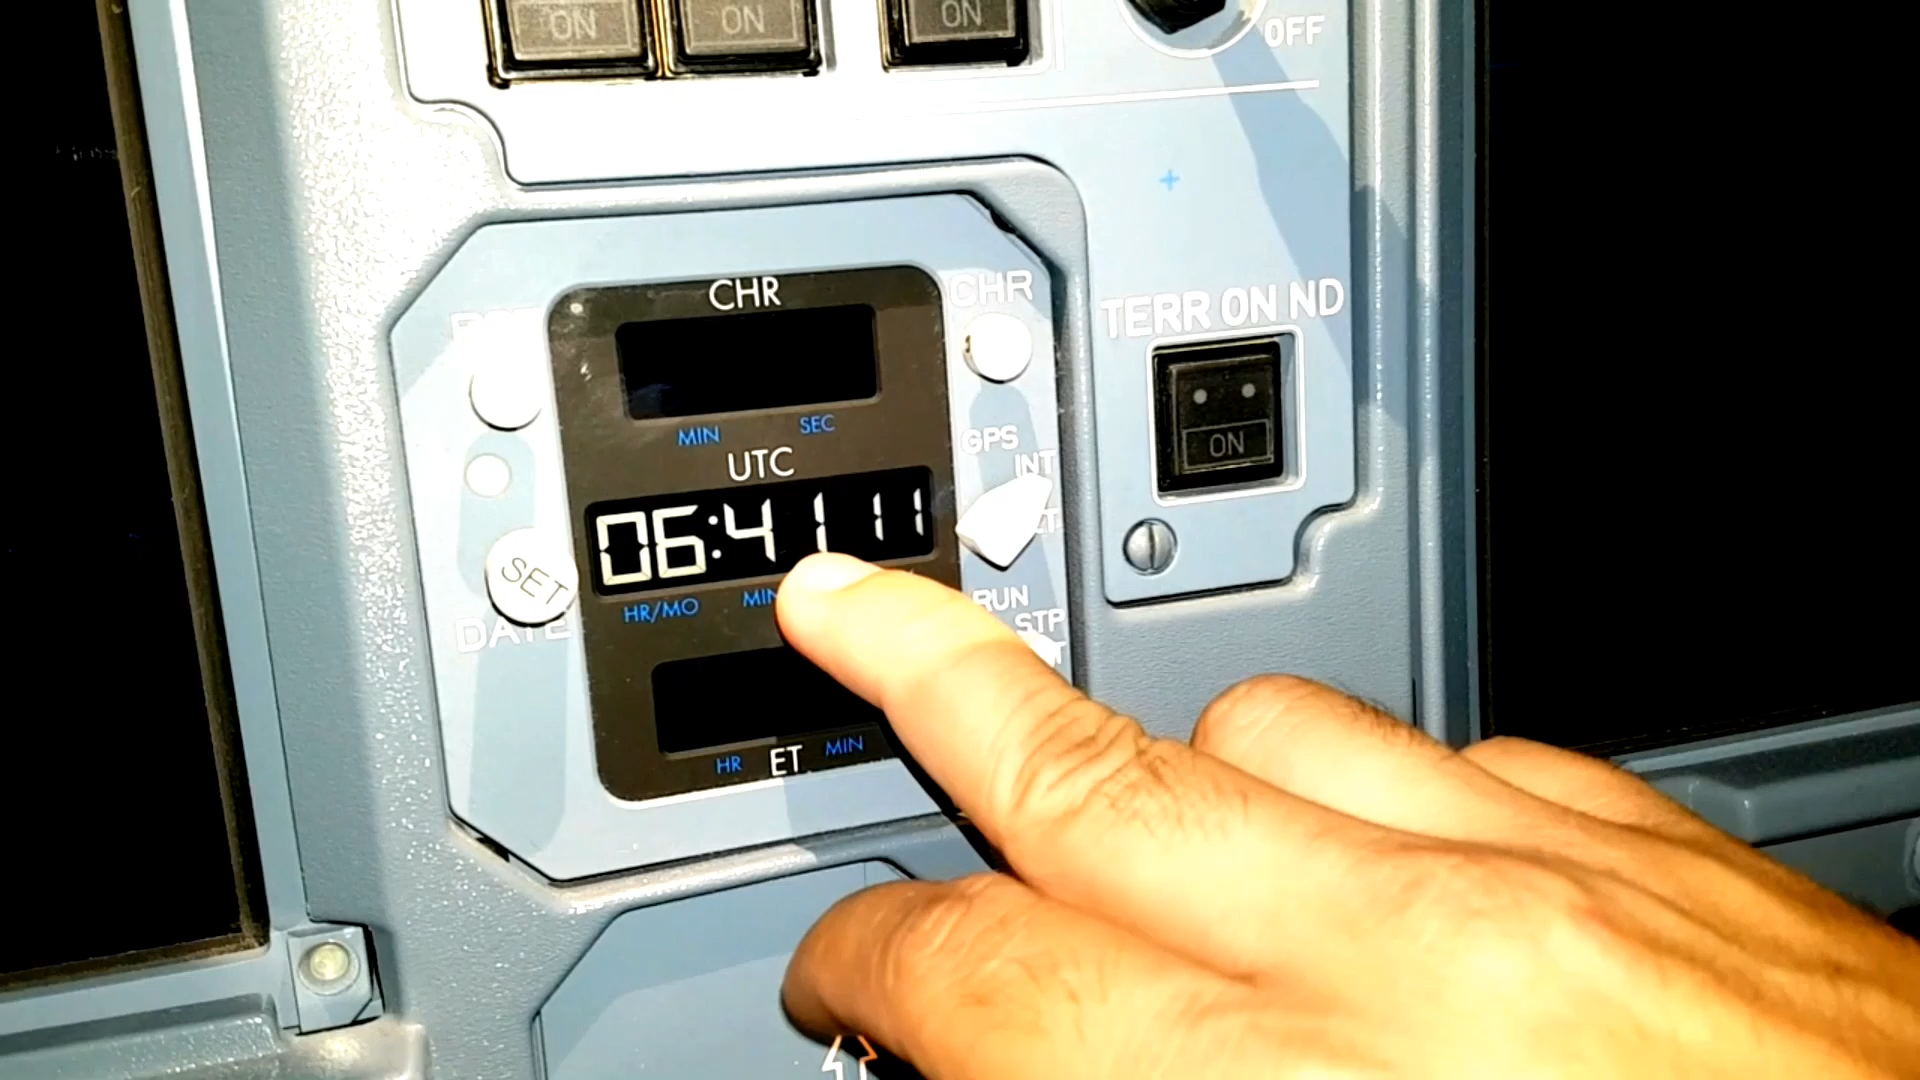 ON ON ON
OFF
CHR
CHR
TERR ON ND
MIN SEC
UTC
GPS
INT
ON
06:41 11
SET
HR/MO
RUN
STP
DATE
HR ET MIN